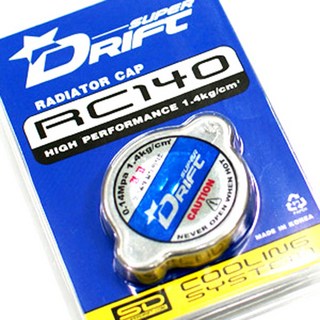 SUPER
DRIFT
RADIATOR CAP
RC140
HIGH PERFORMANCE 1.4kg/cm²
0.14Mpa 1.4kg/cm²
SUPER
DRIFT
CAUTION
NEVER OPEN WHEN HOT
MADE IN KOREA
SD
COOLING
SYSTEM